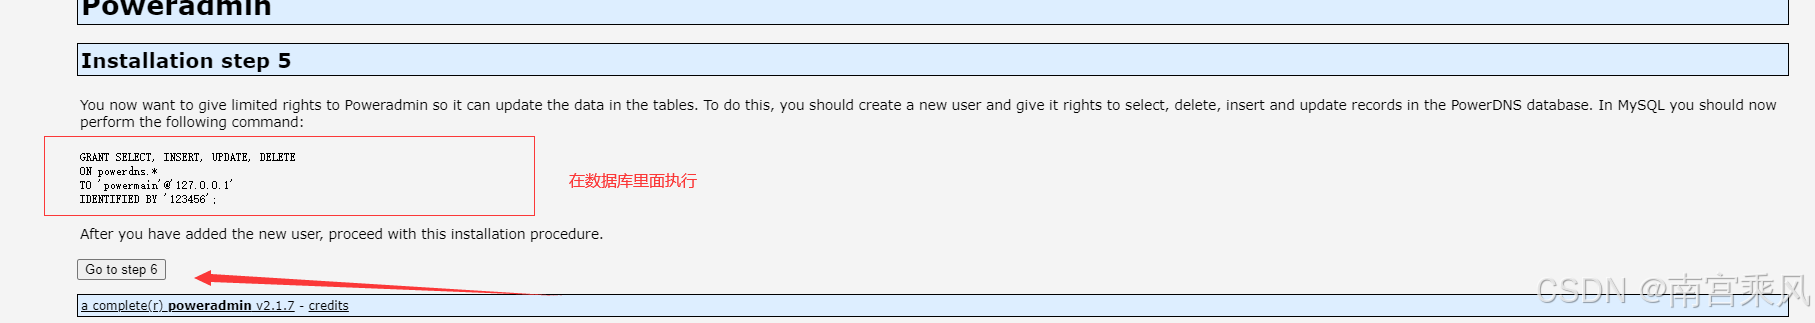 Poweradmin
Installation step 5
You now want to give limited rights to Poweradmin so it can update the data in the tables. To do this, you should create a new user and give it rights to select, delete, insert and update records in the PowerDNS database. In MySQL you should now
perform the following command:
GRANT SELECT, INSERT, UPDATE, DELETE
ON powerdns.*
TO 'powermain'@'127.0.0.1'
IDENTIFIED BY '123456';
在数据库里面执行
After you have added the new user, proceed with this installation procedure.
Go to step 6
a complete(r) poweradmin v2.1.7 - credits
CSDN @南宫乘风